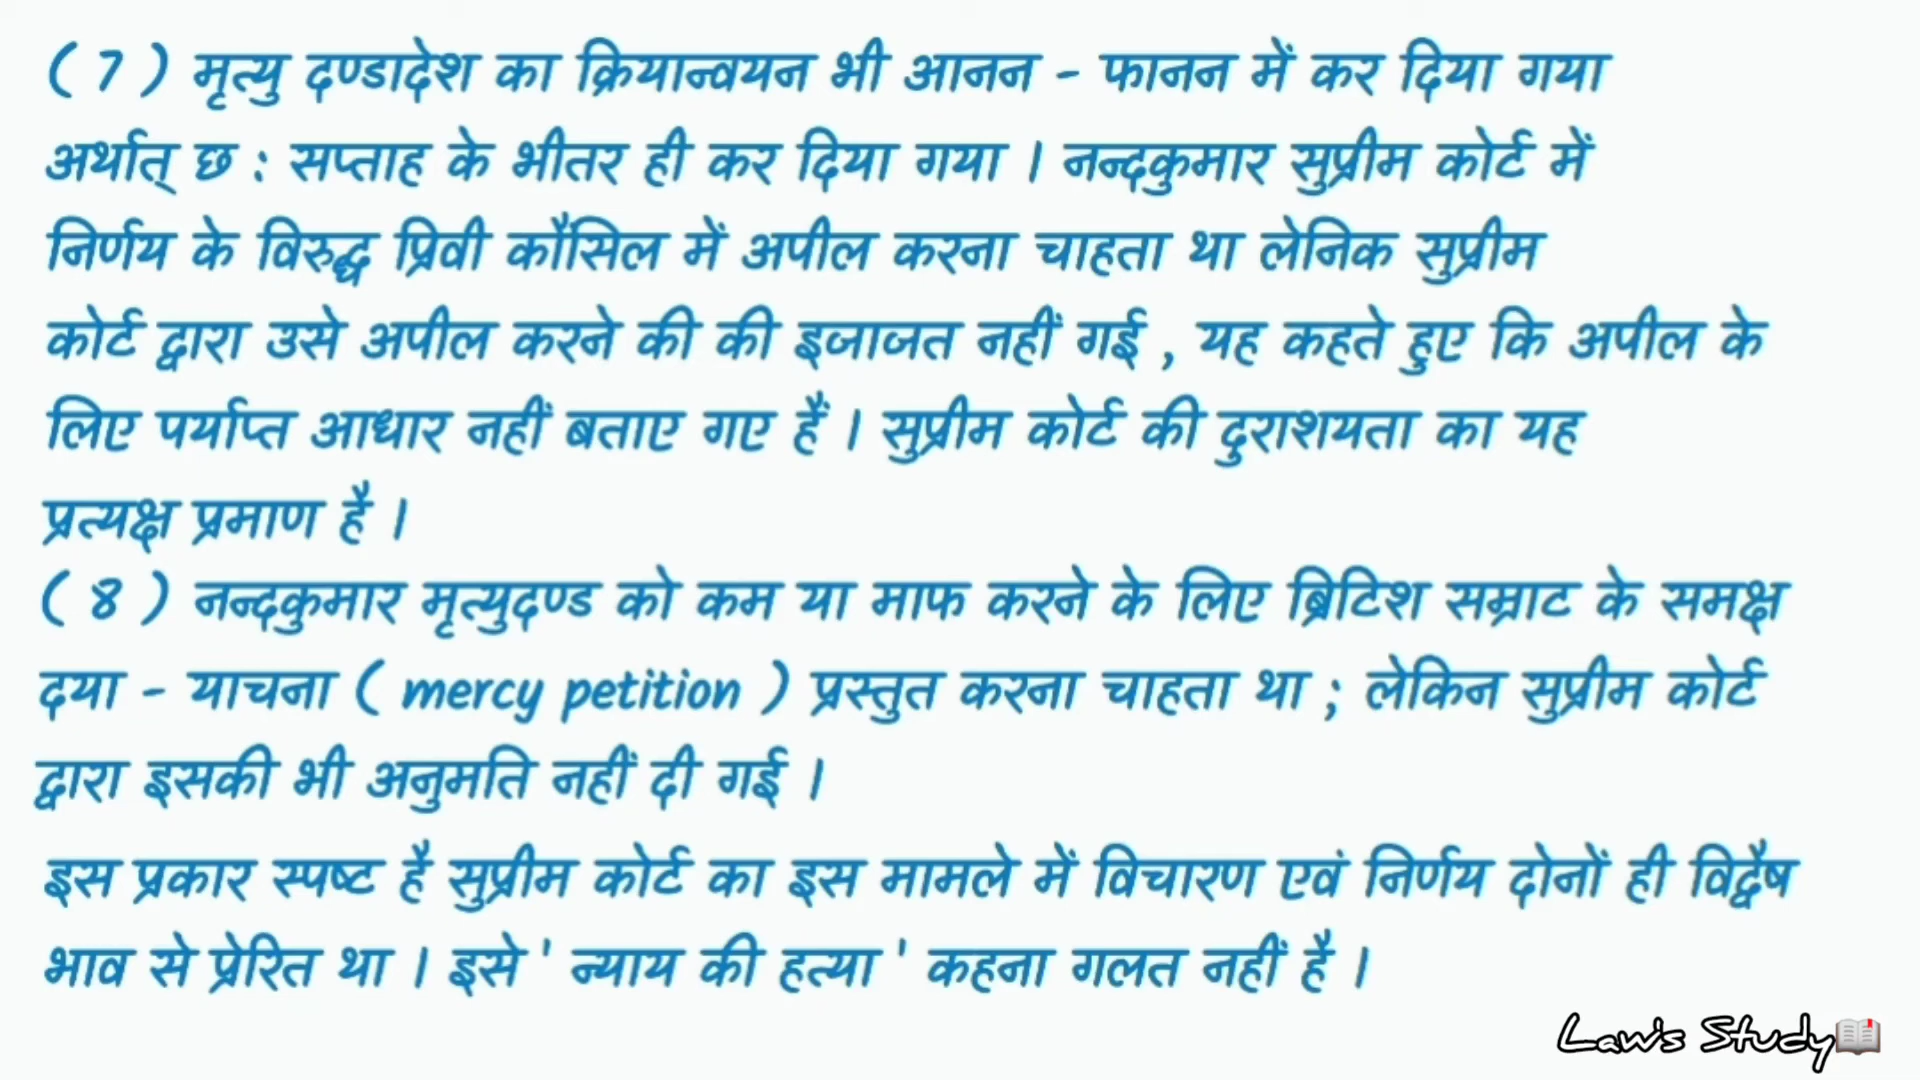 ( 7 ) मृत्यु दण्डादेश का क्रियान्वयन भी आनन - फानन में कर दिया गया
अर्थात् छ : सप्ताह के भीतर ही कर दिया गया । नन्दकुमार सुप्रीम कोर्ट में
निर्णय के विरुद्ध प्रिवी कौंसिल में अपील करना चाहता था लेनिक सुप्रीम
कोर्ट द्वारा उसे अपील करने की की इजाजत नहीं गई , यह कहते हुए कि अपील के
लिए पर्याप्त आधार नहीं बताए गए हैं । सुप्रीम कोर्ट की दुराशयता का यह
प्रत्यक्ष प्रमाण है ।
( 8 ) नन्दकुमार मृत्युदण्ड को कम या माफ करने के लिए ब्रिटिश सम्राट के समक्ष
दया - याचना ( mercy petition ) प्रस्तुत करना चाहता था ; लेकिन सुप्रीम कोर्ट
द्वारा इसकी भी अनुमति नहीं दी गई ।
इस प्रकार स्पष्ट है सुप्रीम कोर्ट का इस मामले में विचारण एवं निर्णय दोनों ही विद्वैष
भाव से प्रेरित था । इसे ' न्याय की हत्या ' कहना गलत नहीं है ।
Law's Study